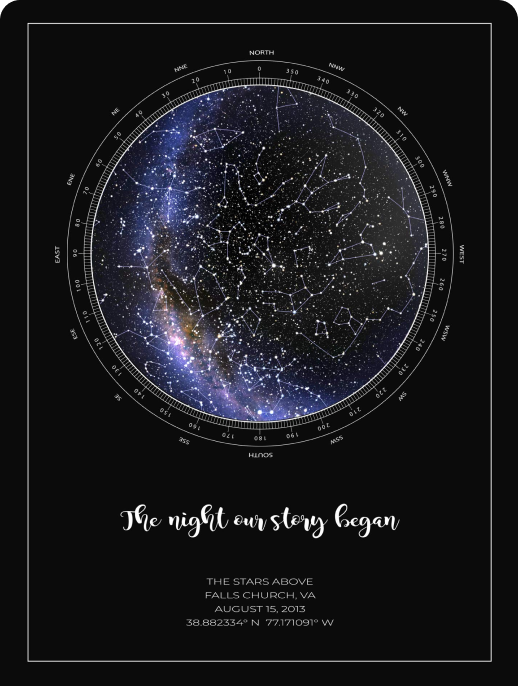 NORTH
NNE
NNW
NE
NW
ENE
WNW
EAST
WEST
ESE
WSW
SE
SW
SSE
SSW
SOUTH
0
10
20
30
40
50
60
70
80
90
100
110
120
130
140
150
160
170
180
190
200
210
220
230
240
250
260
270
280
290
300
310
320
330
340
350
The night our story began
THE STARS ABOVE
FALLS CHURCH, VA
AUGUST 15, 2013
38.882334° N 77.171091° W